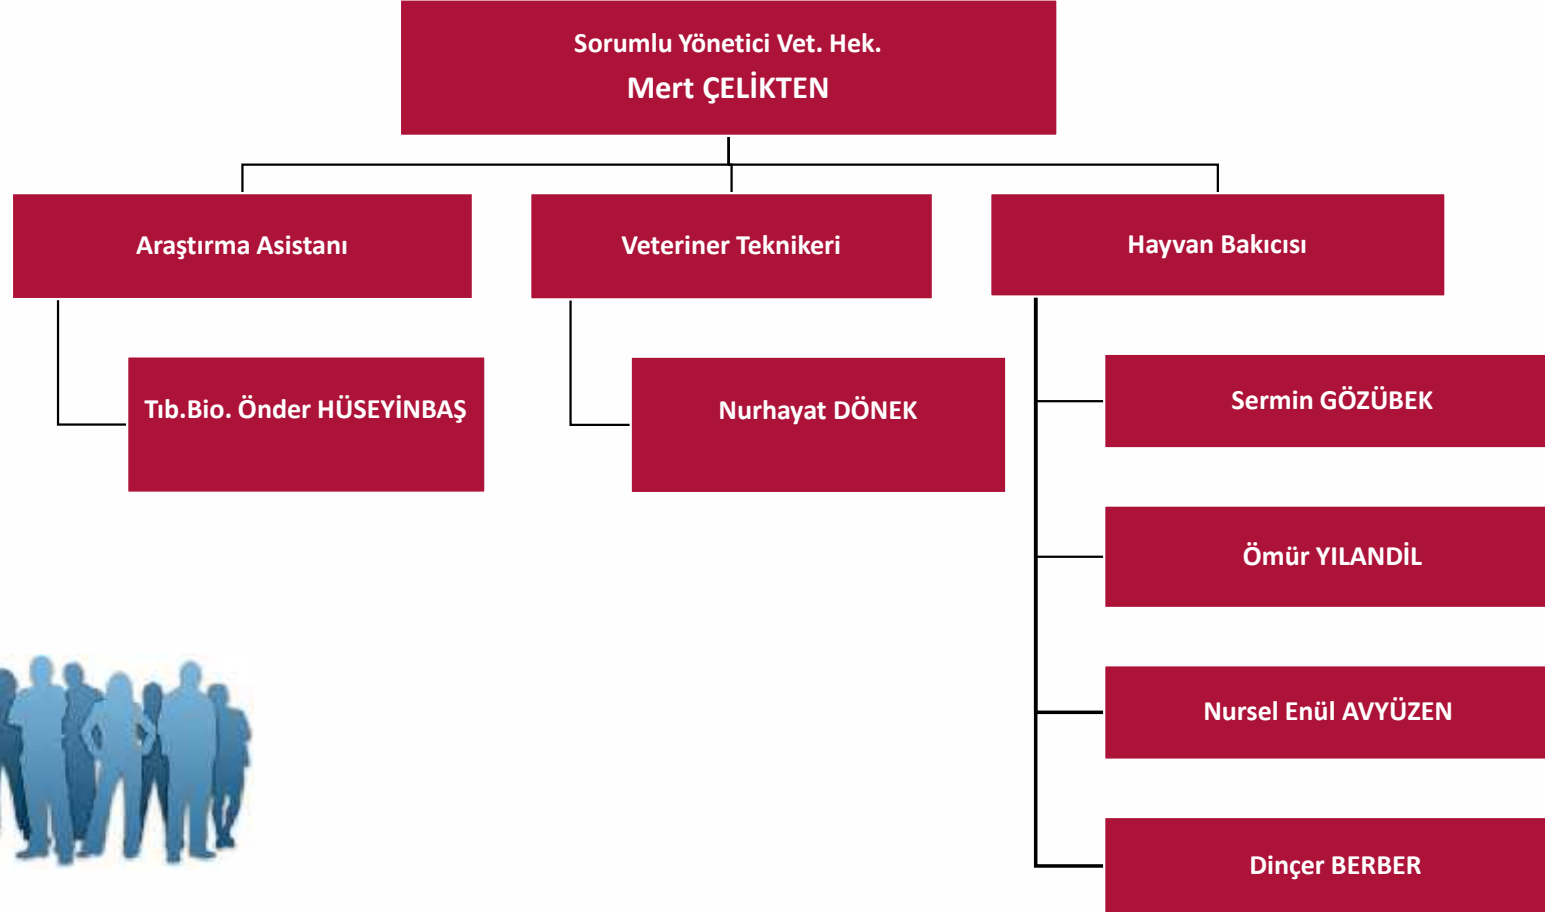 Sorumlu Yönetici Vet. Hek.
Mert ÇELİKTEN
Araştırma Asistanı
Veteriner Teknikeri
Hayvan Bakıcısı
Tıb.Bio. Önder HÜSEYİNBAŞ
Nurhayat DÖNEK
Sermin GÖZÜBEK
Ömür YILANDİL
Nursel Enül AVYÜZEN
Dinçer BERBER